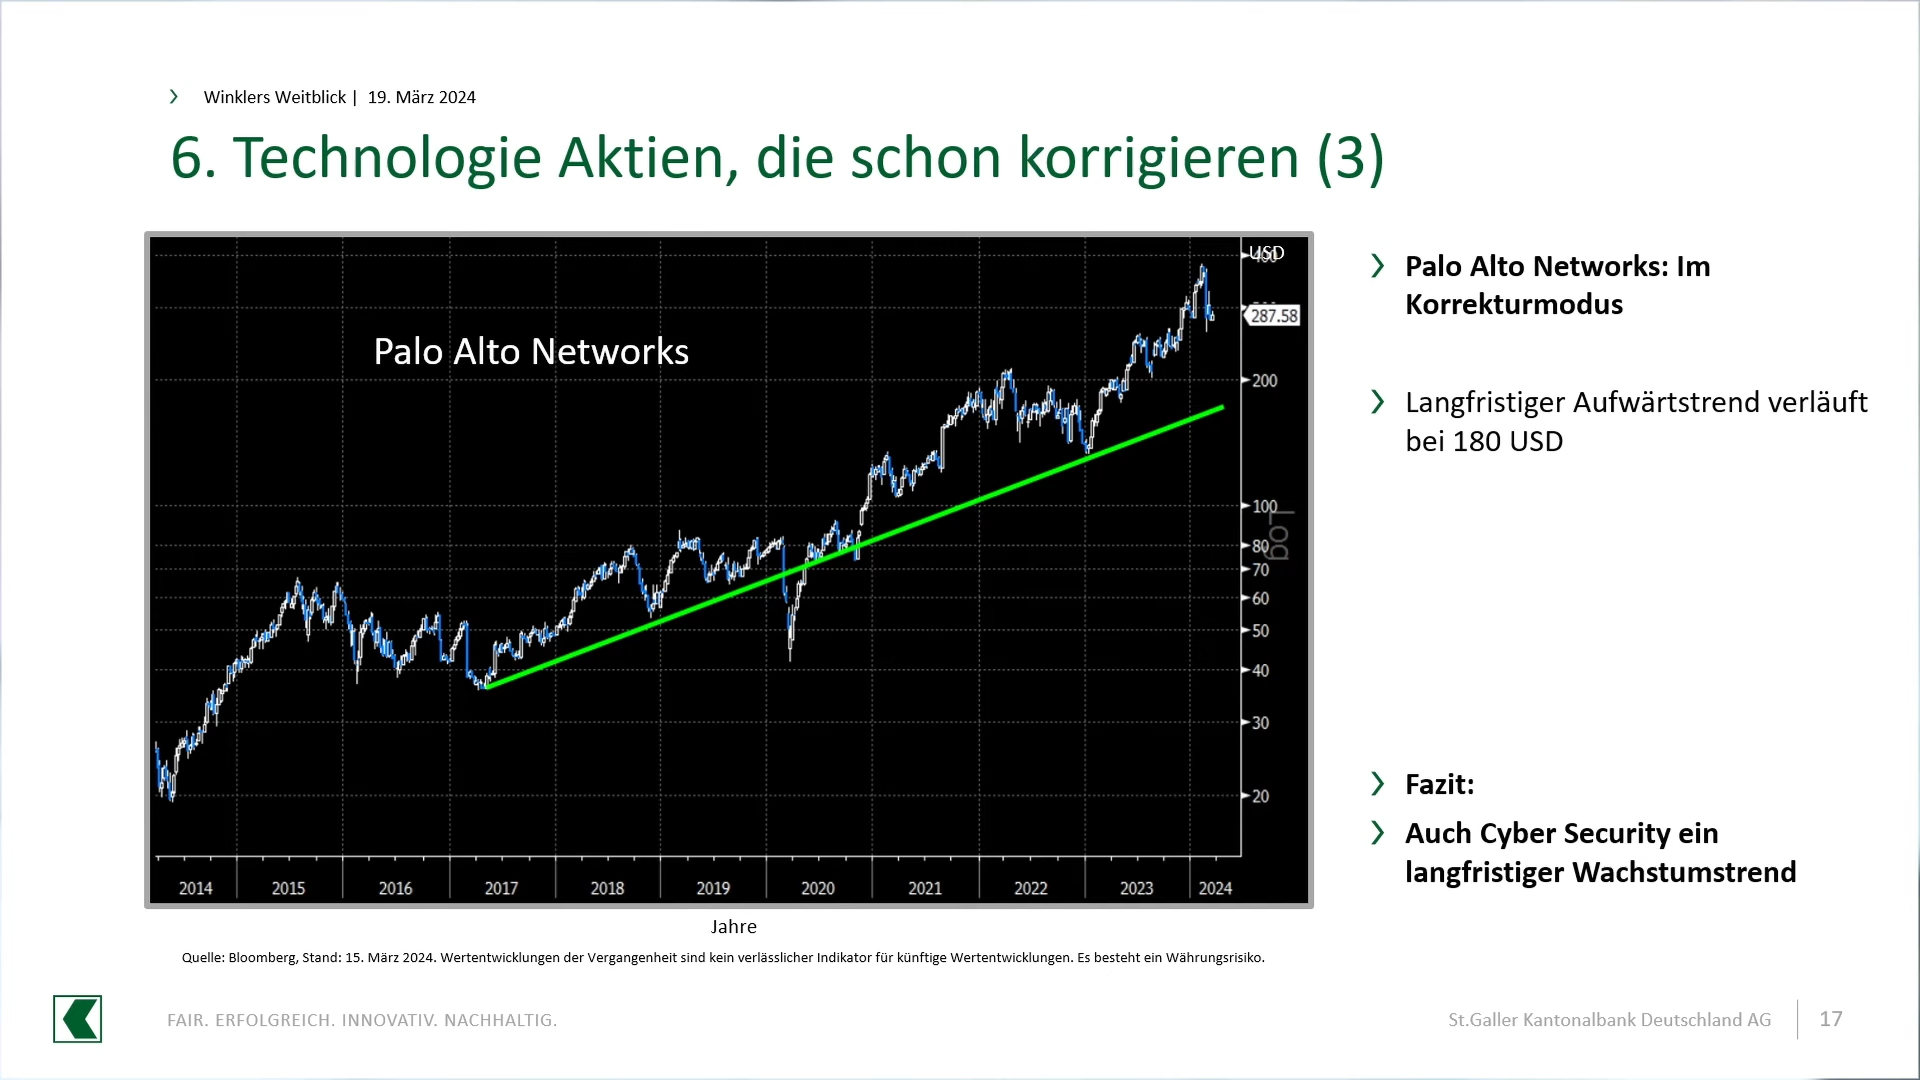 Winklers Weitblick | 19. März 2024
6. Technologie Aktien, die schon korrigieren (3)
USD
400
287.58
200
100
80
70
60
50
40
30
20
Log
Palo Alto Networks
2014 2015 2016 2017 2018 2019 2020 2021 2022 2023 2024
Jahre
Quelle: Bloomberg, Stand: 15. März 2024. Wertentwicklungen der Vergangenheit sind kein verlässlicher Indikator für künftige Wertentwicklungen. Es besteht ein Währungsrisiko.
Palo Alto Networks: Im
Korrekturmodus
Langfristiger Aufwärtstrend verläuft
bei 180 USD
Fazit:
Auch Cyber Security ein
langfristiger Wachstumstrend
FAIR. ERFOLGREICH. INNOVATIV. NACHHALTIG.
St.Galler Kantonalbank Deutschland AG
17